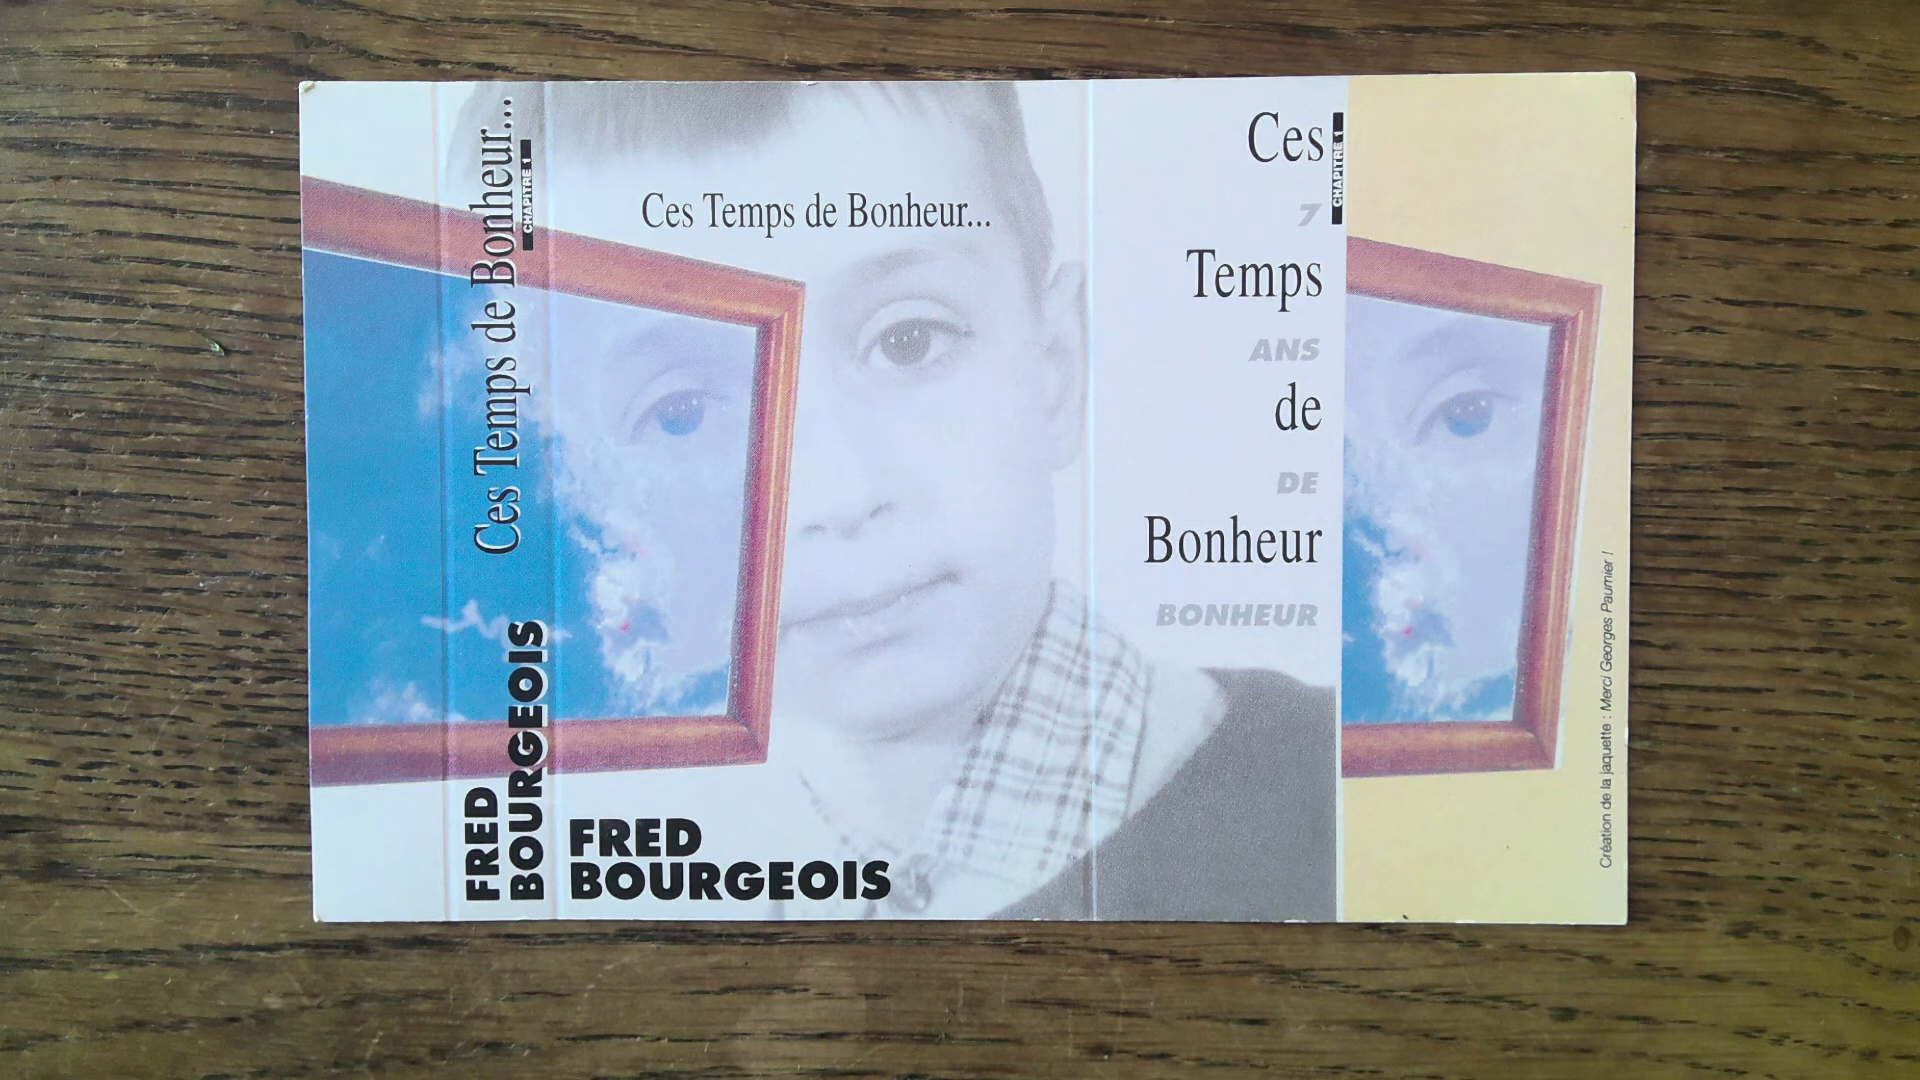 Ces Temps de Bonheur...
CHAPITRE 1
FRED
BOURGEOIS
Ces Temps de Bonheur...
FRED
BOURGEOIS
Ces
CHAPITRE 1
7
Temps
ANS
de
DE
Bonheur
BONHEUR
Création de la jaquette : Merci Georges Paumier !